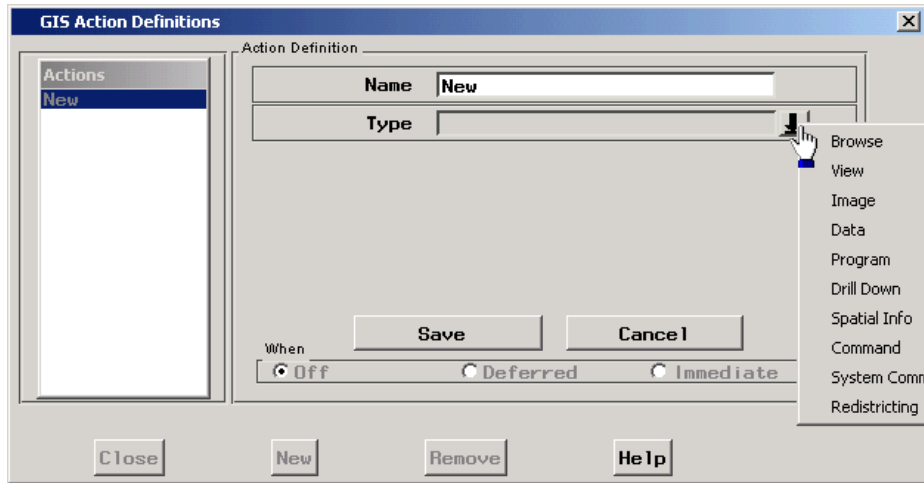 GIS Action Definitions
Action Definition
Actions
New
Name New
Type
Browse
View
Image
Data
Program
Drill Down
Spatial Info
Command
System Comm
Redistricting
Save Cancel
When
Off Deferred Immediate
Close New Remove Help